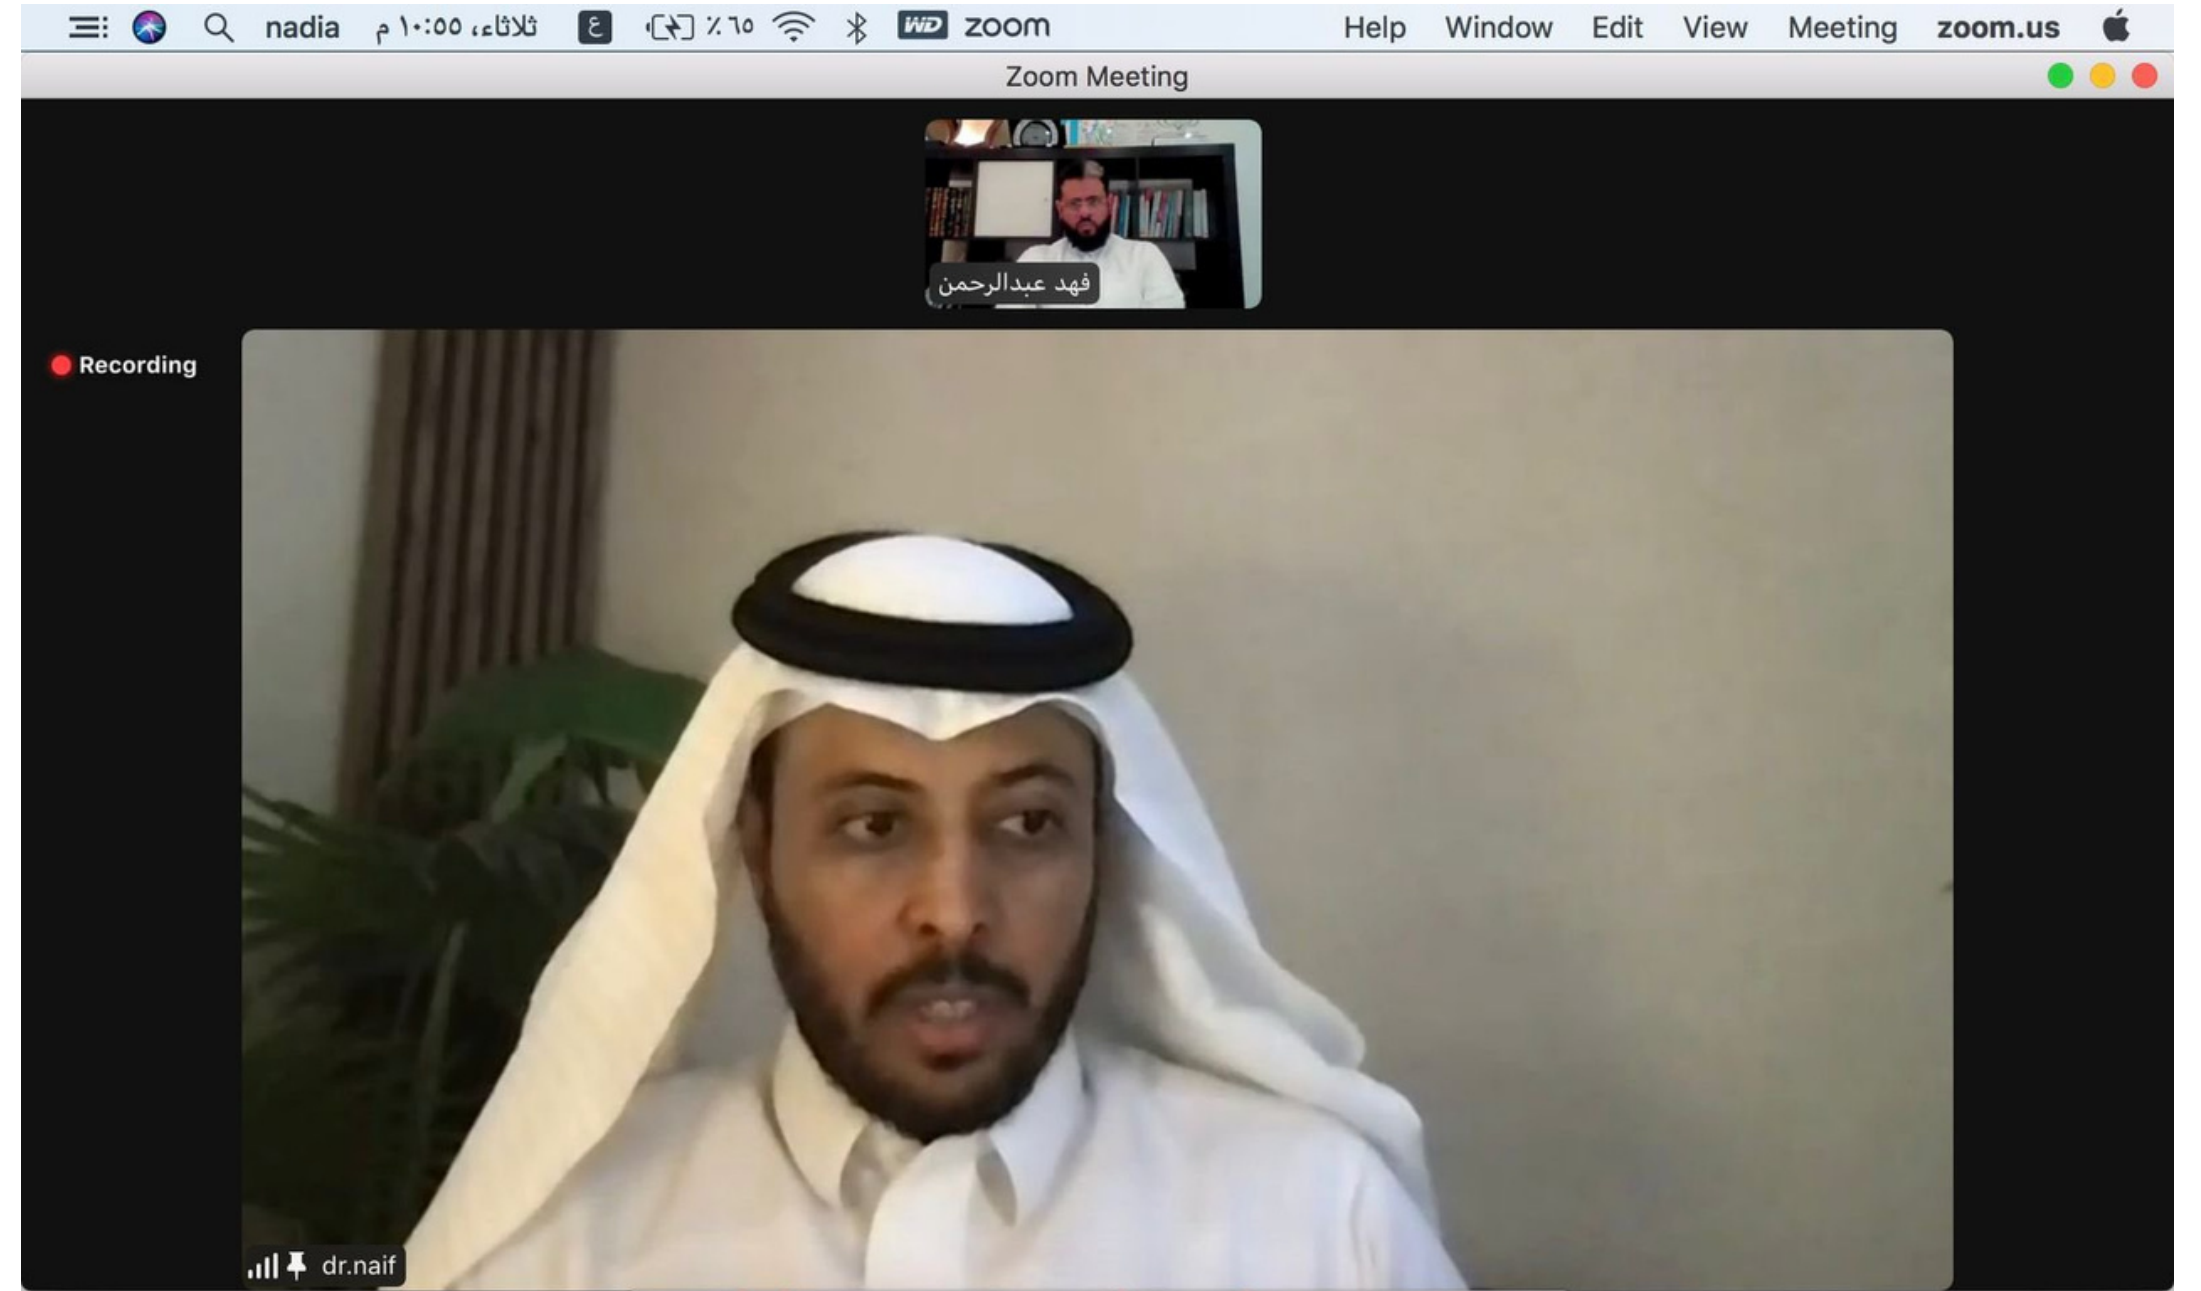 nadia ثلاثاء، ١٠:٥٥ م ع ٦٥ ٪ WD zoom Help Window Edit View Meeting zoom.us
Zoom Meeting
فهد عبدالرحمن
Recording
dr.naif